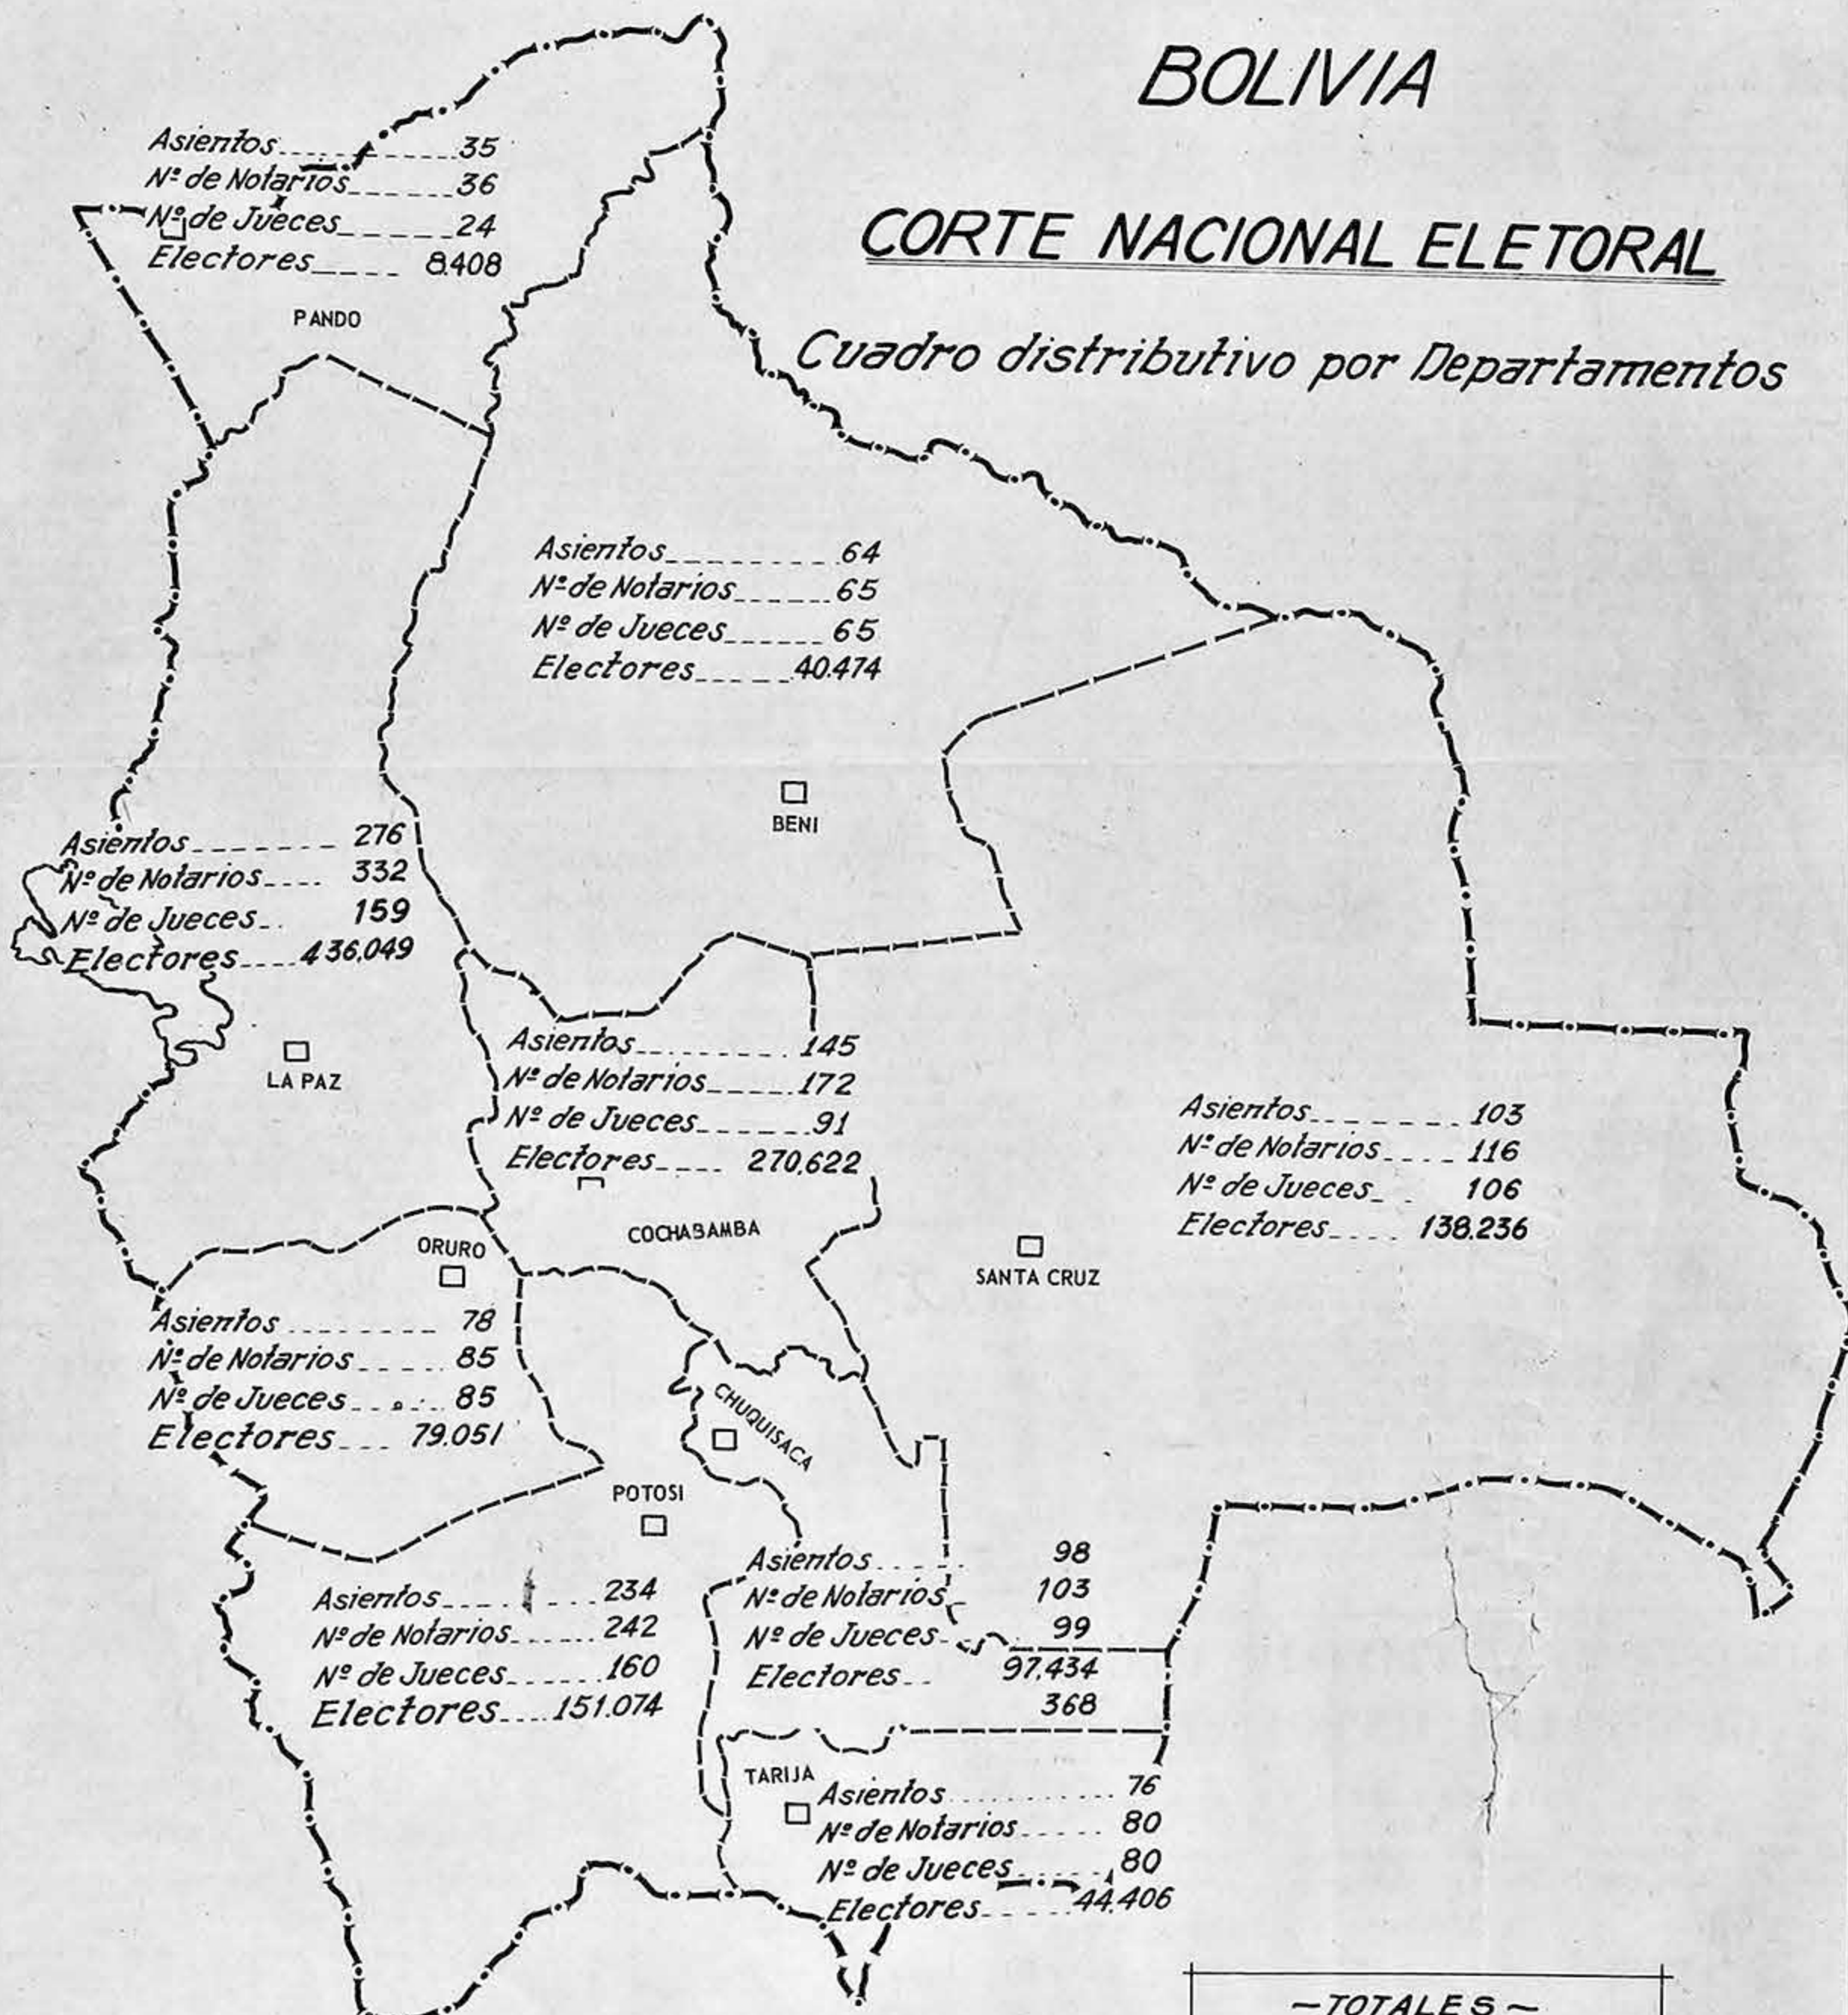 BOLIVIA
CORTE NACIONAL ELETORAL
Cuadro distributivo por Departamentos
Asientos 35
Nº de Notarios 36
Nº de Jueces 24
Electores 8.408
PANDO
Asientos 64
Nº de Notarios 65
Nº de Jueces 65
Electores 40.474
BENI
Asientos 276
Nº de Notarios 332
Nº de Jueces 159
Electores 436.049
LA PAZ
Asientos 145
Nº de Notarios 172
Nº de Jueces 91
Electores 270.622
COCHABAMBA
Asientos 103
Nº de Notarios 116
Nº de Jueces 106
Electores 138.236
SANTA CRUZ
ORURO
Asientos 78
Nº de Notarios 85
Nº de Jueces 85
Electores 79.051
CHUQUISACA
POTOSI
Asientos 98
Nº de Notarios 103
Nº de Jueces 99
Electores 97.434
368
Asientos 234
Nº de Notarios 242
Nº de Jueces 160
Electores 151.074
TARIJA
Asientos 76
Nº de Notarios 80
Nº de Jueces 80
Electores 44.406
~TOTALES~